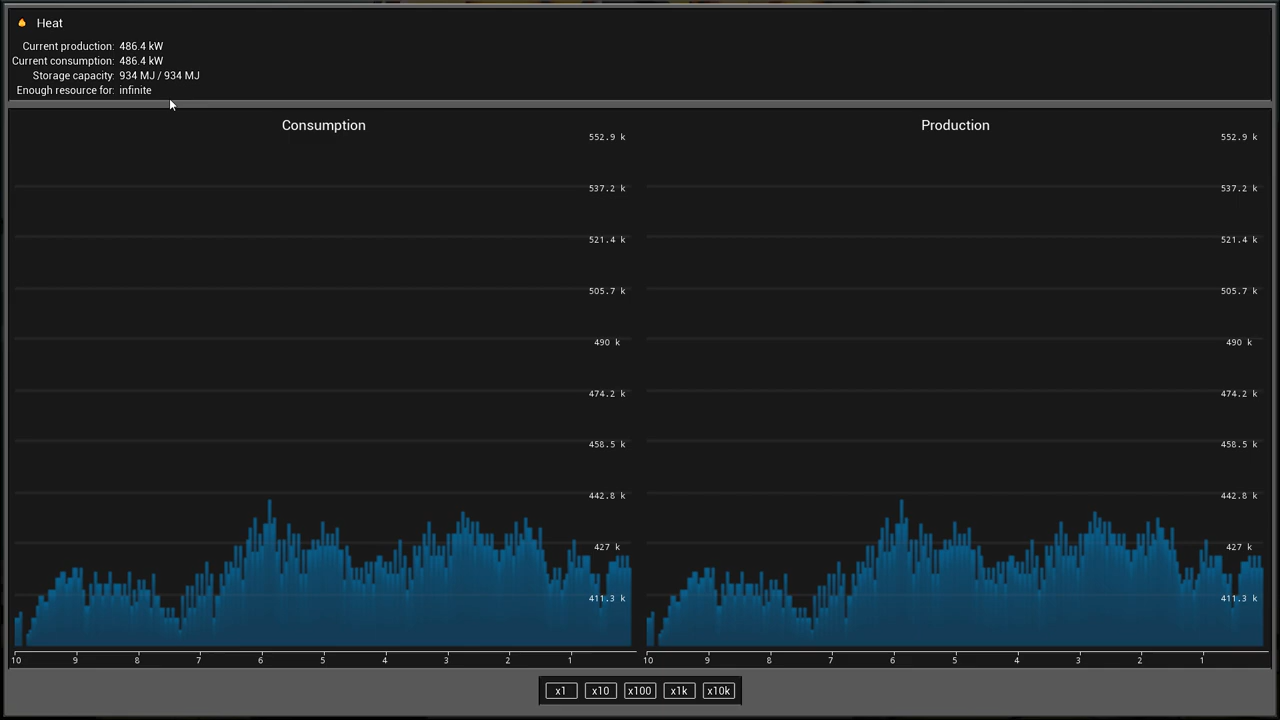 Heat
Current production: 486.4 kW
Current consumption: 486.4 kW
Storage capacity: 934 MJ / 934 MJ
Enough resource for: infinite
Consumption
552.9 k
537.2 k
521.4 k
505.7 k
490 k
474.2 k
458.5 k
442.8 k
427 k
411.3 k
10 9 8 7 6 5 4 3 2 1
Production
552.9 k
537.2 k
521.4 k
505.7 k
490 k
474.2 k
458.5 k
442.8 k
427 k
411.3 k
10 9 8 7 6 5 4 3 2 1
x1 x10 x100 x1k x10k